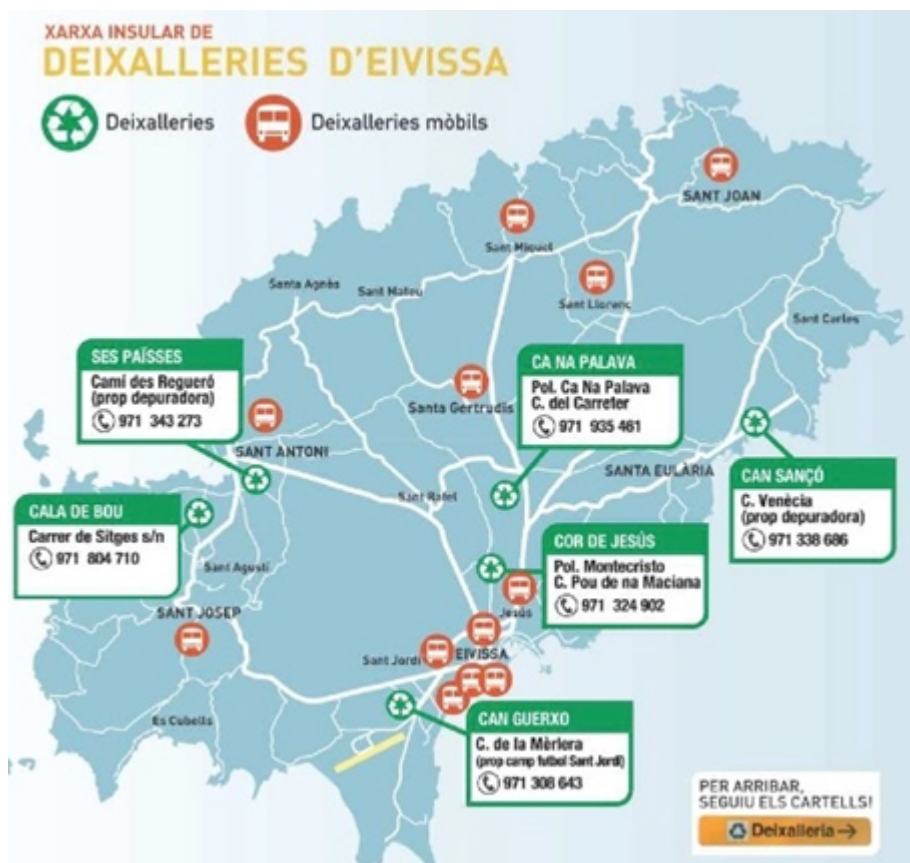 XARXA INSULAR DE
DEIXALLERIES D'EIVISSA
Deixalleries
Deixalleries mòbils
SANT JOAN
Sant Miquel
Sant Llorenç
Santa Agnès
Sant Mateu
Sant Carles
SES PAÏSSES
Camí des Regueró
(prop depuradora)
971 343 273
CA NA PALAVA
Pol. Ca Na Palava
C. del Carreter
971 935 461
Santa Gertrudis
SANT ANTONI
SANTA EULÀRIA
Sant Rafel
CAN SANÇÓ
C. Venècia
(prop depuradora)
971 338 686
CALA DE BOU
Carrer de Sitges s/n
971 804 710
COR DE JESÚS
Pol. Montecristo
C. Pou de na Maciana
971 324 902
Sant Agustí
SANT JOSEP
Jesús
Sant Jordi
EIVISSA
Es Cubells
CAN GUERXO
C. de la Mèrlera
(prop camp futbol Sant Jordi)
971 308 643
PER ARRIBAR,
SEGUIU ELS CARTELLS!
Deixalleria